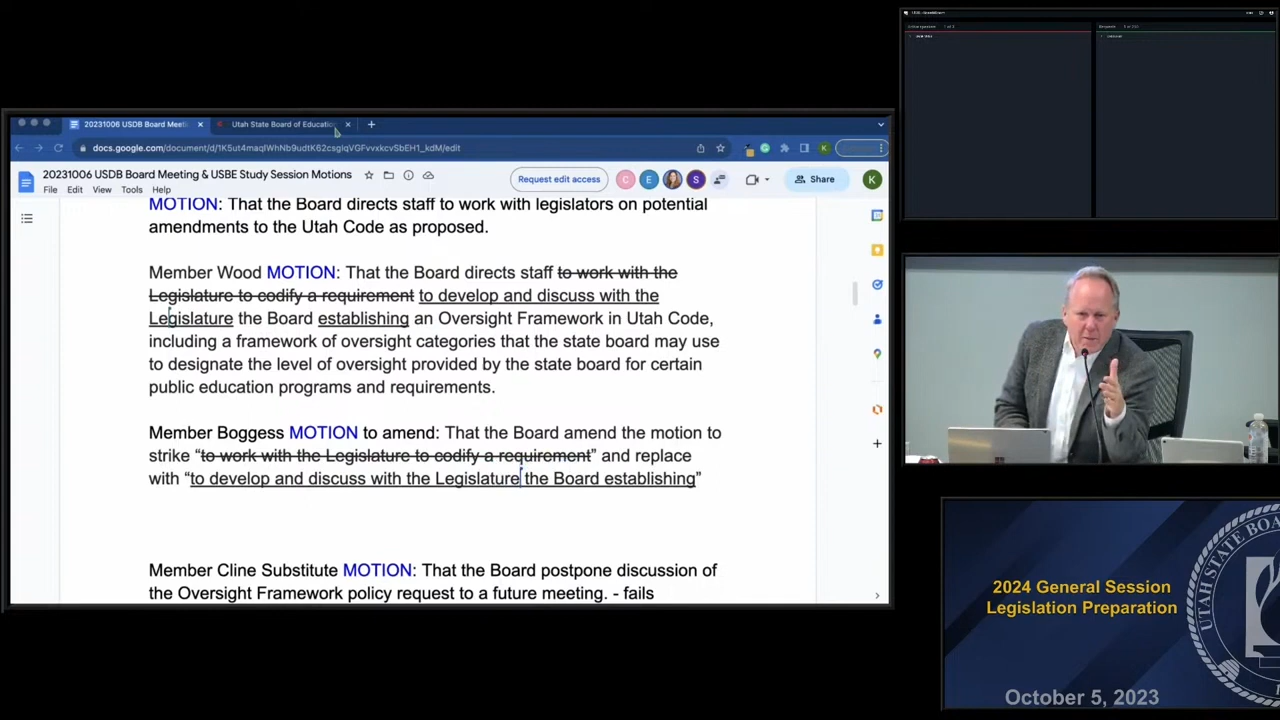 20231006 USDB Board Meeti
Utah State Board of Educatio
docs.google.com/document/d/1K5ut4maqIWhNb9udtK62csgIqVGFvvxkcvSbEH1_kdM/edit
K
20231006 USDB Board Meeting & USBE Study Session Motions
File Edit View Tools Help
Request edit access
C E S
Share
K
MOTION: That the Board directs staff to work with legislators on potential
amendments to the Utah Code as proposed.
Member Wood MOTION: That the Board directs staff to work with the
Legislature to codify a requirement to develop and discuss with the
Legislature the Board establishing an Oversight Framework in Utah Code,
including a framework of oversight categories that the state board may use
to designate the level of oversight provided by the state board for certain
public education programs and requirements.
Member Boggess MOTION to amend: That the Board amend the motion to
strike “to work with the Legislature to codify a requirement” and replace
with “to develop and discuss with the Legislature the Board establishing”
Member Cline Substitute MOTION: That the Board postpone discussion of
the Oversight Framework policy request to a future meeting. - fails
2024 General Session
Legislation Preparation
UTAH STATE BOA
October 5, 2023